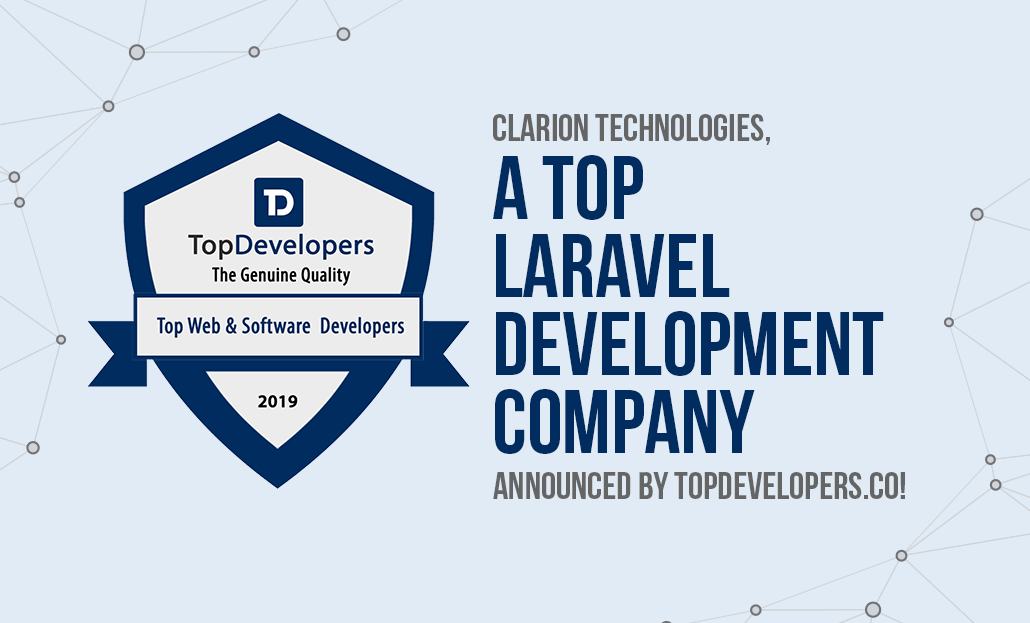 TD
TopDevelopers
The Genuine Quality
Top Web & Software Developers
2019
CLARION TECHNOLOGIES,
A TOP
LARAVEL
DEVELOPMENT
COMPANY
ANNOUNCED BY TOPDEVELOPERS.CO!